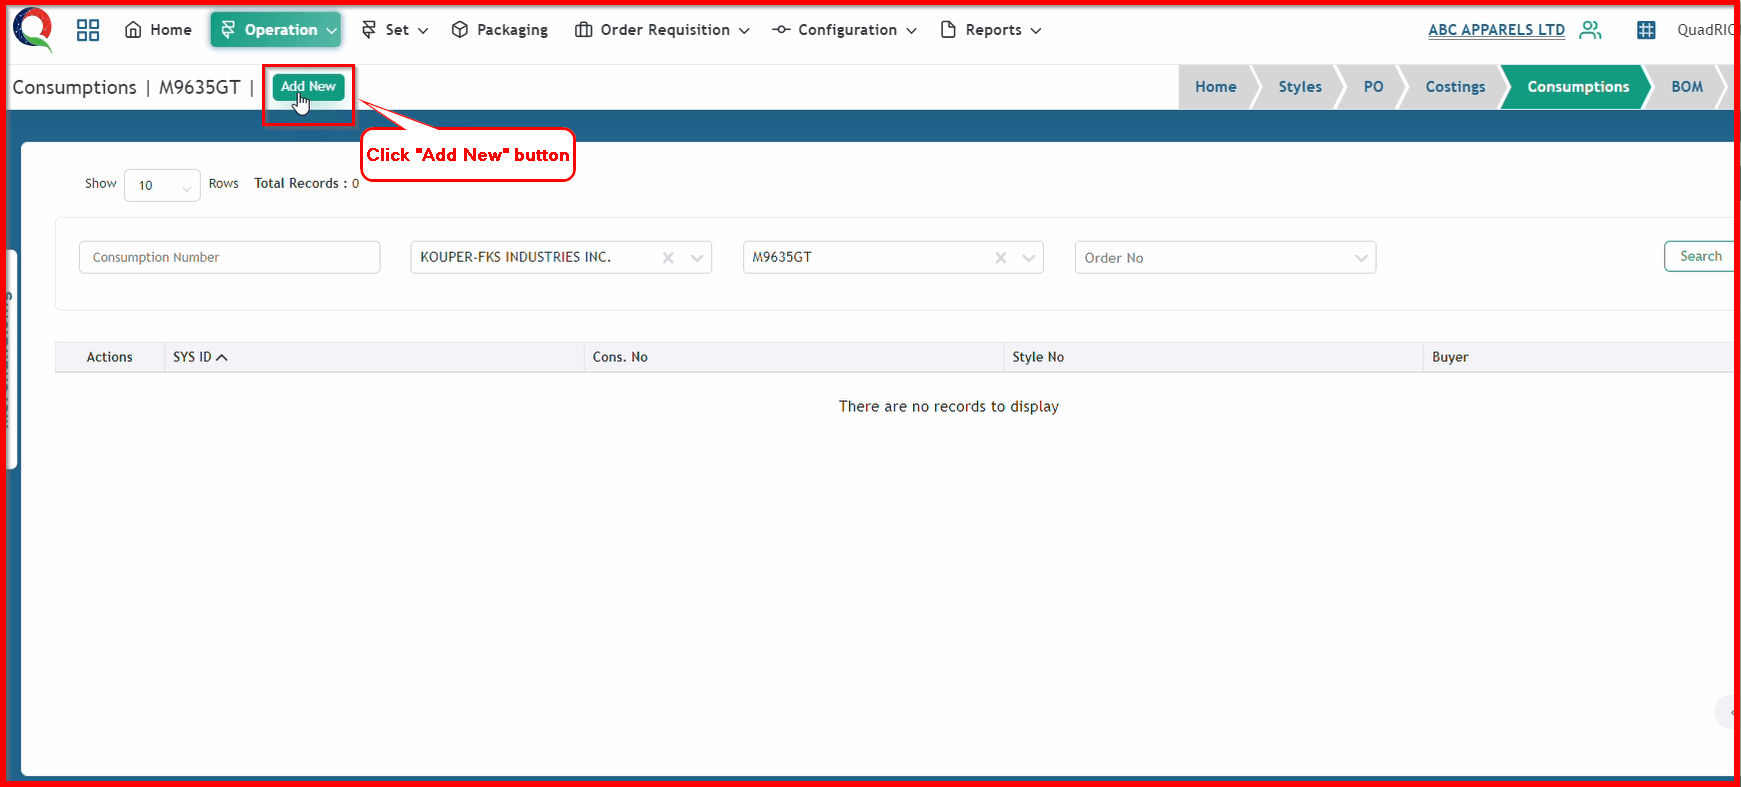 Home Operation Set Packaging Order Requisition Configuration Reports ABC APPARELS LTD
Consumptions | M9635GT | Add New Home Styles PO Costings Consumptions BOM
Click "Add New" button
Show 10 Rows Total Records : 0
Consumption Number KOUPER-FKS INDUSTRIES INC. M9635GT Order No Search
Actions SYS ID Cons. No Style No Buyer
There are no records to display